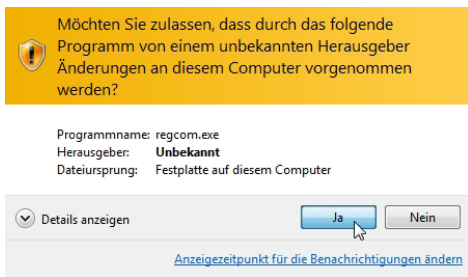 Möchten Sie zulassen, dass durch das folgende
Programm von einem unbekannten Herausgeber
Änderungen an diesem Computer vorgenommen
werden?
Programmname: regcom.exe
Herausgeber: Unbekannt
Dateiursprung: Festplatte auf diesem Computer
Details anzeigen Ja Nein
Anzeigezeitpunkt für die Benachrichtigungen ändern